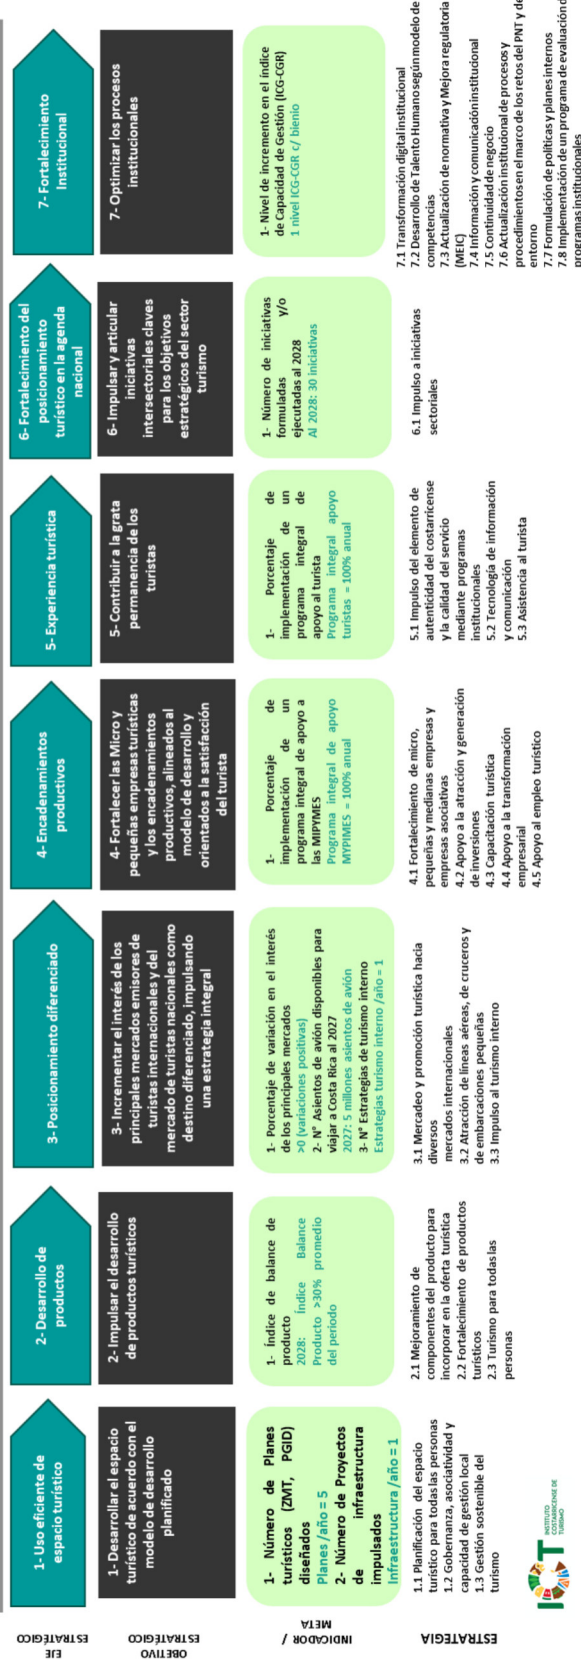 EJE
ESTRATÉGICO
1- Uso eficiente de
espacio turístico
2- Desarrollo de
productos
3- Posicionamiento diferenciado
4- Encadenamientos
productivos
5- Experiencia turística
6- Fortalecimiento del
posicionamiento
turístico en la agenda
nacional
7- Fortalecimiento
Institucional
OBJETIVO
ESTRATÉGICO
1- Desarrollar el espacio
turístico de acuerdo con el
modelo de desarrollo
planificado
2- Impulsar el desarrollo
de productos turísticos
3- Incrementar el interés de los
principales mercados emisores de
turistas internacionales y del
mercado de turistas nacionales como
destino diferenciado, impulsando
una estrategia integral
4- Fortalecer las Micro y
pequeñas empresas turísticas
y los encadenamientos
productivos, alineados al
modelo de desarrollo y
orientados a la satisfacción
del turista
5- Contribuir a la grata
permanencia de los
turistas
6- Impulsar y articular
iniciativas
intersectoriales claves
para los objetivos
estratégicos del sector
turismo
7- Optimizar los procesos
institucionales
INDICADOR /
META
1- Número de Planes
turísticos (ZMT, PGID)
diseñados
Planes /año = 5
2- Número de Proyectos
de infraestructura
impulsados
Infraestructura /año = 1
1- Índice de balance de
producto
2028: Índice Balance
Producto >30% promedio
del periodo
1- Porcentaje de variación en el interés
de los principales mercados
>0 (variaciones positivas)
2- N° Asientos de avión disponibles para
viajar a Costa Rica al 2027
2027: 5 millones asientos de avión
3- N° Estrategias de turismo interno
Estrategias turismo interno /año = 1
1- Porcentaje de
implementación de un
programa integral de apoyo a
las MIPYMES
Programa integral de apoyo
MYPIMES = 100% anual
1- Porcentaje de
implementación de un
programa integral de
apoyo al turista
Programa integral apoyo
turistas = 100% anual
1- Número de iniciativas
formuladas y/o
ejecutadas al 2028
Al 2028: 30 iniciativas
1- Nivel de incremento en el índice
de Capacidad de Gestión (ICG-CGR)
1 nivel ICG-CGR c/ bienio
ESTRATEGIA
1.1 Planificación del espacio
turístico para todas las personas
1.2 Gobernanza, asociatividad y
capacidad de gestión local
1.3 Gestión sostenible del
turismo
2.1 Mejoramiento de
componentes del producto para
incorporar en la oferta turística
2.2 Fortalecimiento de productos
turísticos
2.3 Turismo para todas las
personas
3.1 Mercadeo y promoción turística hacia
diversos
mercados internacionales
3.2 Atracción de líneas aéreas, de cruceros y
de embarcaciones pequeñas
3.3 Impulso al turismo interno
4.1 Fortalecimiento de micro,
pequeñas y medianas empresas y
empresas asociativas
4.2 Apoyo a la atracción y generación
de inversiones
4.3 Capacitación turística
4.4 Apoyo a la transformación
empresarial
4.5 Apoyo al empleo turístico
5.1 Impulso del elemento de
autenticidad del costarricense
y la calidad del servicio
mediante programas
institucionales
5.2 Tecnología de información
y comunicación
5.3 Asistencia al turista
6.1 Impulso a iniciativas
sectoriales
7.1 Transformación digital institucional
7.2 Desarrollo de Talento Humano según modelo de
competencias
7.3 Actualización de normativa y Mejora regulatoria
(MEIC)
7.4 Información y comunicación institucional
7.5 Continuidad de negocio
7.6 Actualización institucional de procesos y
procedimientos en el marco de los retos del PNT y de
entorno
7.7 Formulación de políticas y planes internos
7.8 Implementación de un programa de evaluación d
programas institucionales
ICT
INSTITUTO
COSTARRICENSE DE
TURISMO